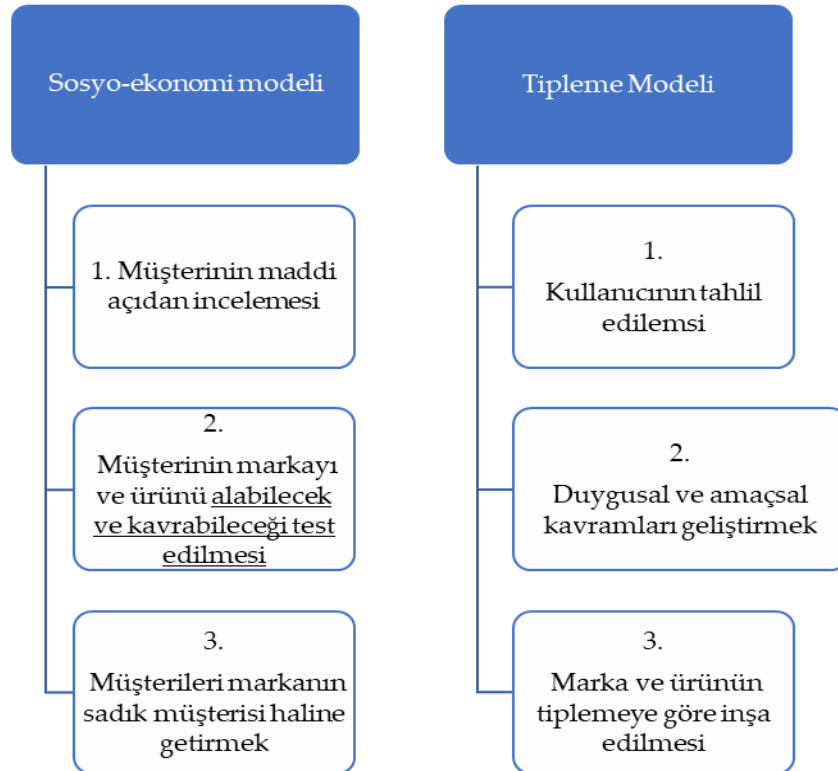 Sosyo-ekonomi modeli
1. Müşterinin maddi
açıdan incelemesi
2.
Müşterinin markayı
ve ürünü alabilecek
ve kavrabileceği test
edilmesi
3.
Müşterileri markanın
sadık müşterisi haline
getirmek
Tipleme Modeli
1.
Kullanıcının tahlil
edilemsi
2.
Duygusal ve amaçsal
kavramları geliştirmek
3.
Marka ve ürünün
tiplemeye göre inşa
edilmesi